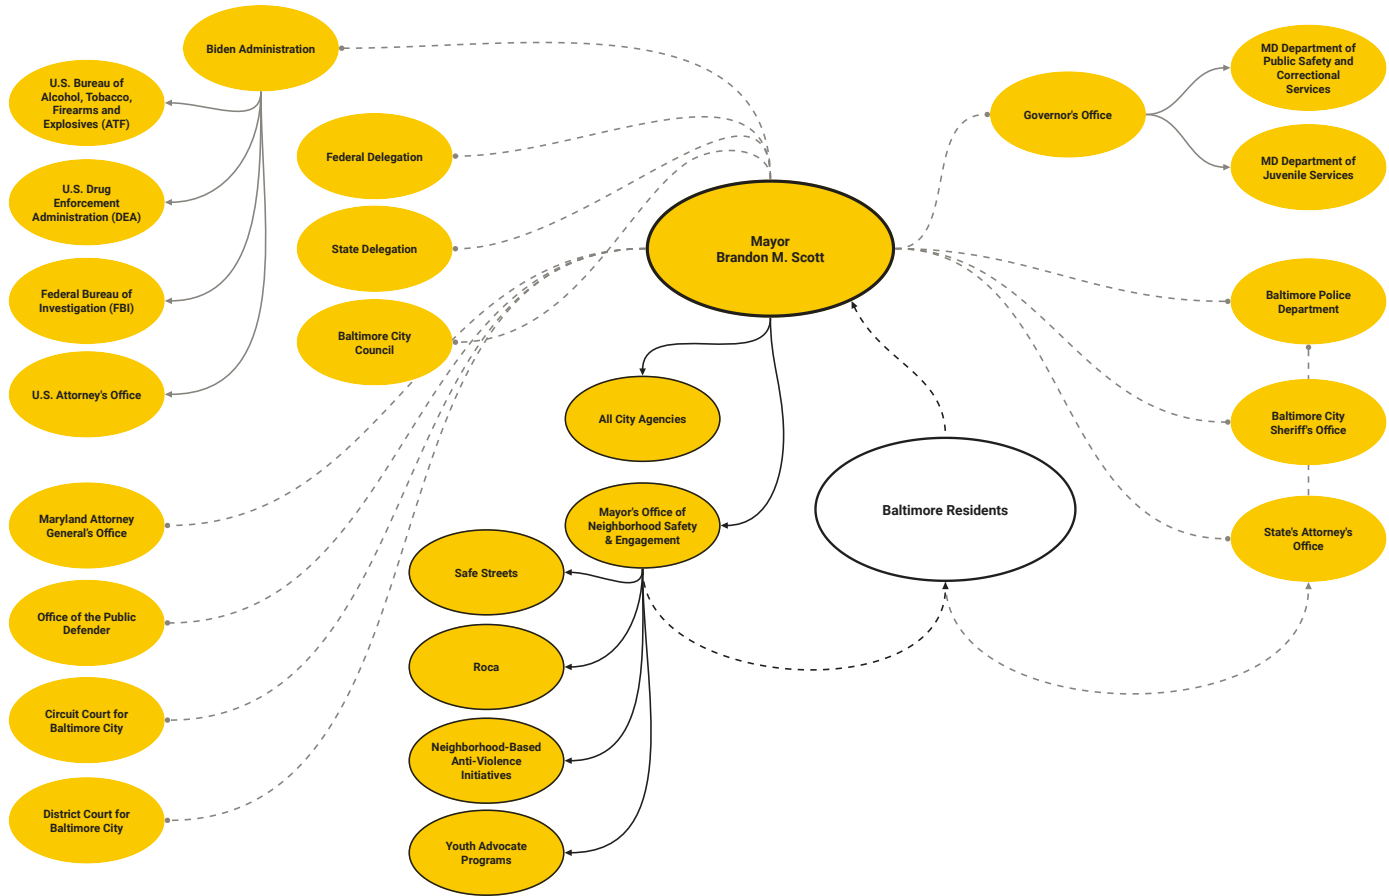 Biden Administration
U.S. Bureau of
Alcohol, Tobacco,
Firearms and
Explosives (ATF)
U.S. Drug
Enforcement
Administration (DEA)
Federal Bureau of
Investigation (FBI)
U.S. Attorney's Office
Federal Delegation
State Delegation
Baltimore City
Council
Maryland Attorney
General's Office
Office of the Public
Defender
Circuit Court for
Baltimore City
District Court for
Baltimore City
Mayor
Brandon M. Scott
All City Agencies
Mayor's Office of
Neighborhood Safety
& Engagement
Safe Streets
Roca
Neighborhood-Based
Anti-Violence
Initiatives
Youth Advocate
Programs
Baltimore Residents
Governor's Office
MD Department of
Public Safety and
Correctional
Services
MD Department of
Juvenile Services
Baltimore Police
Department
Baltimore City
Sheriff's Office
State's Attorney's
Office